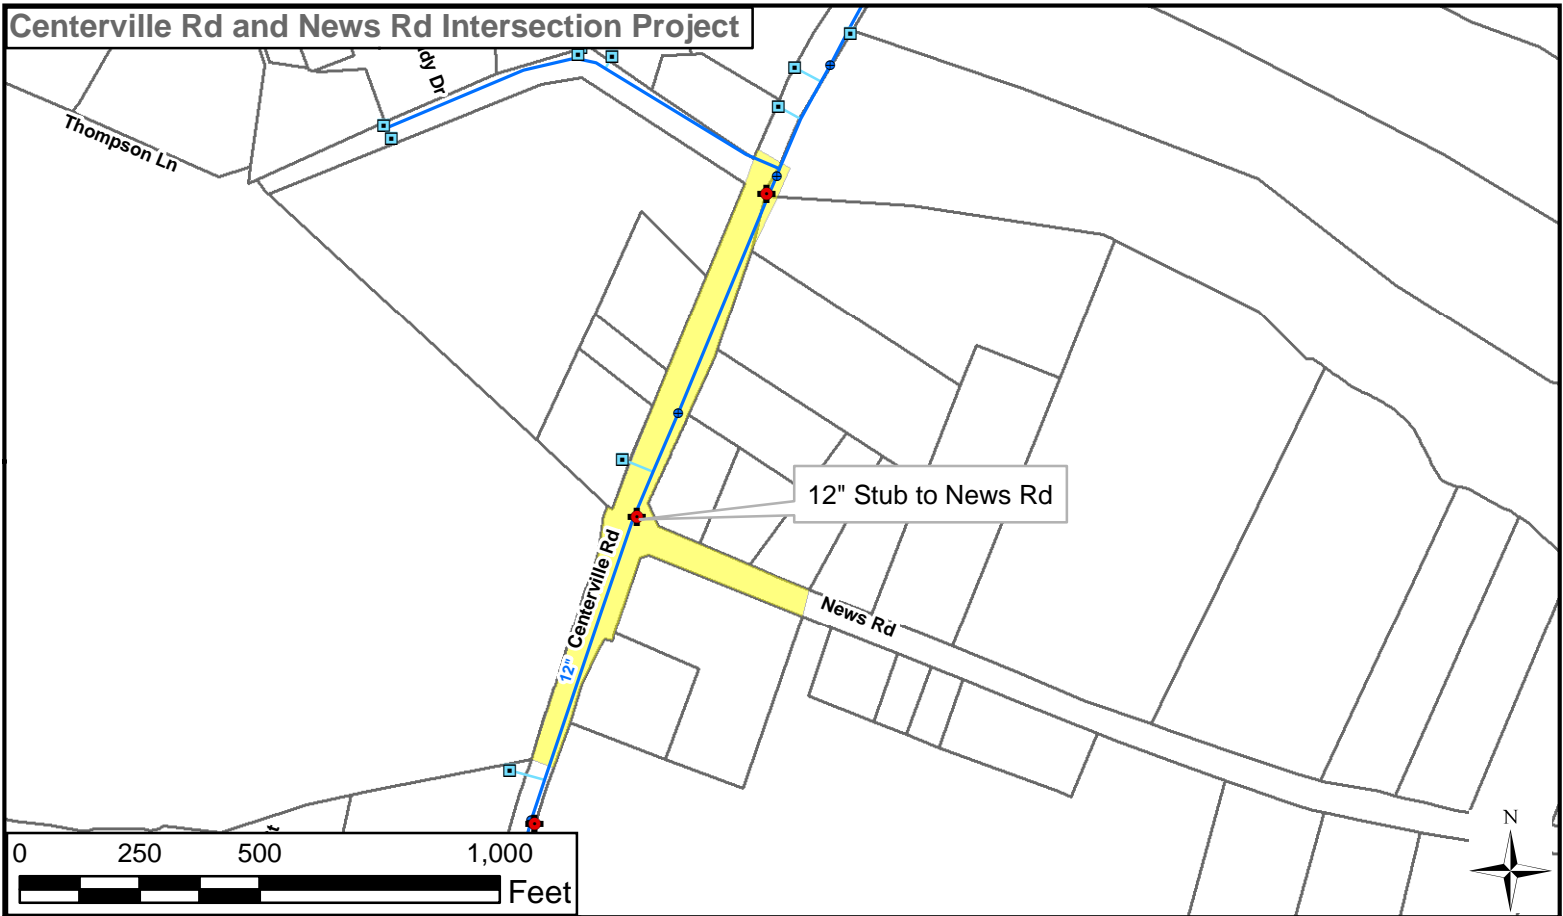 Centerville Rd and News Rd Intersection Project
dy Dr
Thompson Ln
12" Stub to News Rd
Centerville Rd
News Rd
12"
N
0 250 500 1,000
Feet